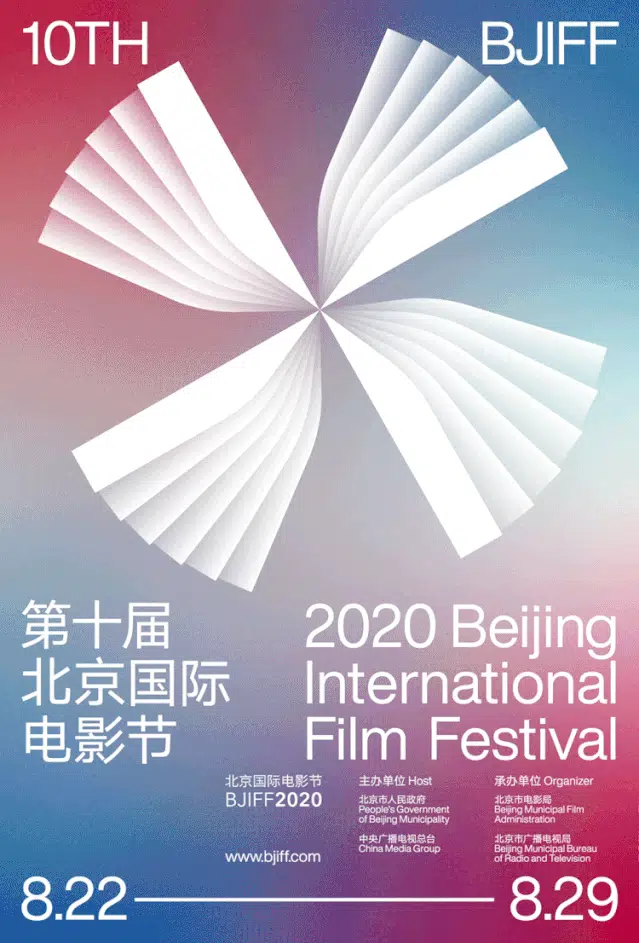 10TH
BJIFF
第十届
北京国际
电影节
2020 Beijing
International
Film Festival
北京国际电影节
BJIFF2020
www.bjiff.com
主办单位 Host
北京市人民政府
People's Government
of Beijing Municipality
中央广播电视总台
China Media Group
承办单位 Organizer
北京市电影局
Beijing Municipal Film
Administration
北京市广播电视局
Beijing Municipal Bureau
of Radio and Television
8.22
8.29